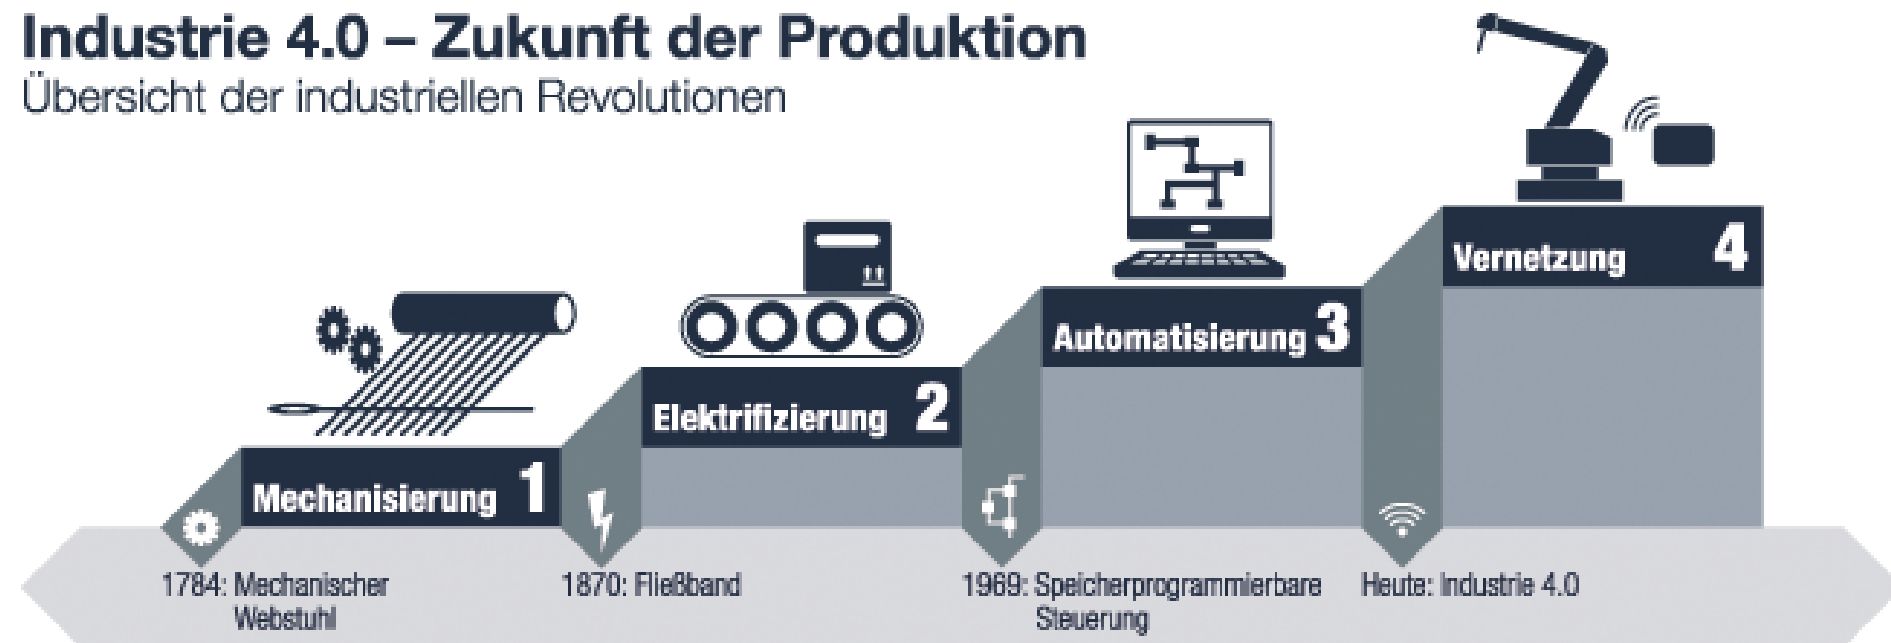 Industrie 4.0 – Zukunft der Produktion
Übersicht der industriellen Revolutionen
Vernetzung 4
Automatisierung 3
Elektrifizierung 2
Mechanisierung 1
1784: Mechanischer
Webstuhl
1870: Fließband
1969: Speicherprogrammierbare
Steuerung
Heute: Industrie 4.0